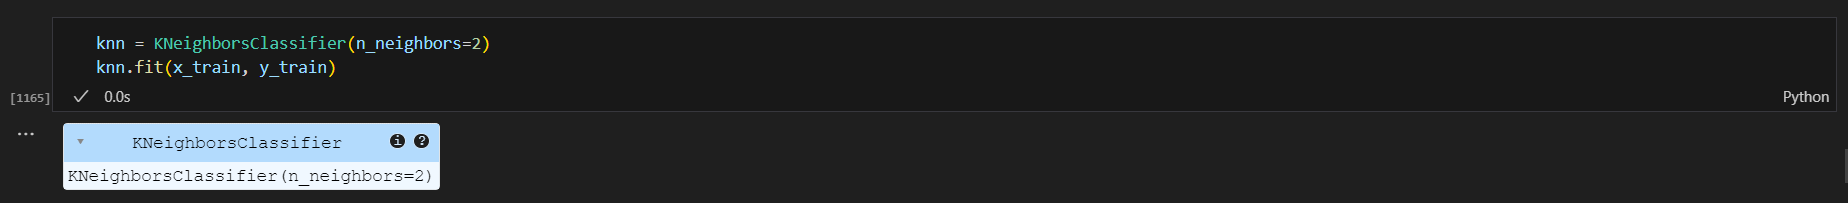 knn = KNeighborsClassifier(n_neighbors=2)
knn.fit(x_train, y_train)
[1165] 0.0s Python
...
KNeighborsClassifier i ?
KNeighborsClassifier(n_neighbors=2)